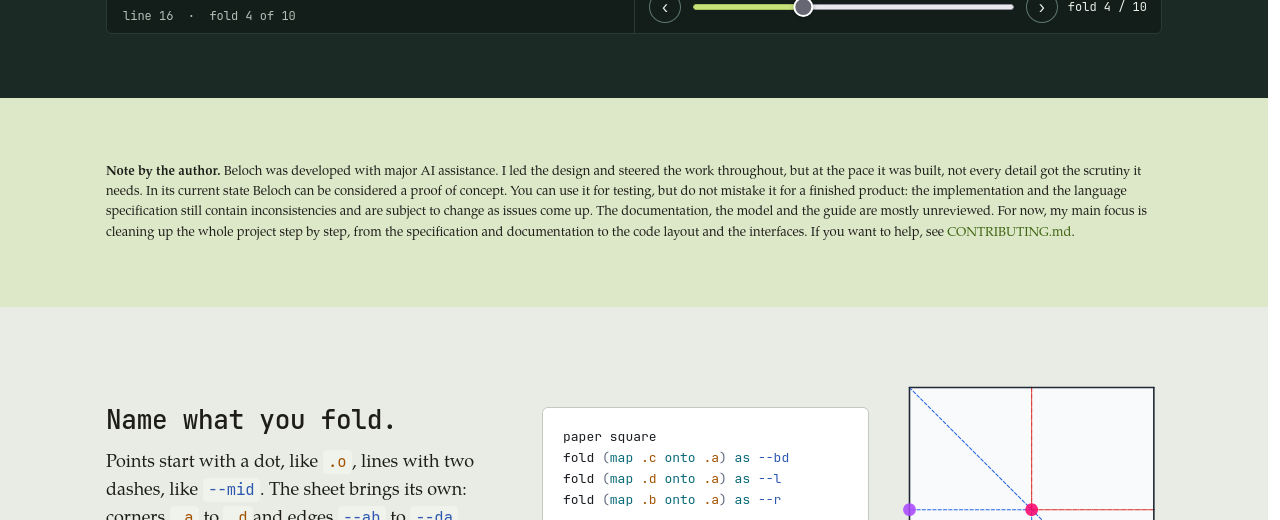 line 16 · fold 4 of 10
‹ › fold 4 / 10
Note by the author. Beloch was developed with major AI assistance. I led the design and steered the work throughout, but at the pace it was built, not every detail got the scrutiny it
needs. In its current state Beloch can be considered a proof of concept. You can use it for testing, but do not mistake it for a finished product: the implementation and the language
specification still contain inconsistencies and are subject to change as issues come up. The documentation, the model and the guide are mostly unreviewed. For now, my main focus is
cleaning up the whole project step by step, from the specification and documentation to the code layout and the interfaces. If you want to help, see CONTRIBUTING.md.
Name what you fold.
Points start with a dot, like .o, lines with two
dashes, like --mid. The sheet brings its own:
corners .a to .d and edges --ab to --da
paper square
fold (map .c onto .a) as --bd
fold (map .d onto .a) as --l
fold (map .b onto .a) as --r